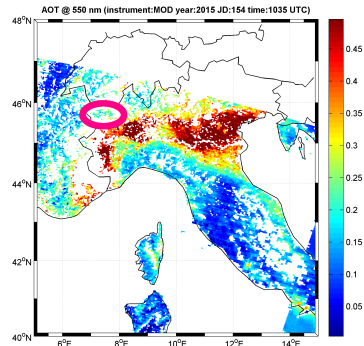 AOT @ 550 nm (instrument:MOD year:2015 JD:154 time:1035 UTC)
48°N
46°N
44°N
42°N
40°N
6°E
8°E
10°E
12°E
14°E
0.45
0.4
0.35
0.3
0.25
0.2
0.15
0.1
0.05